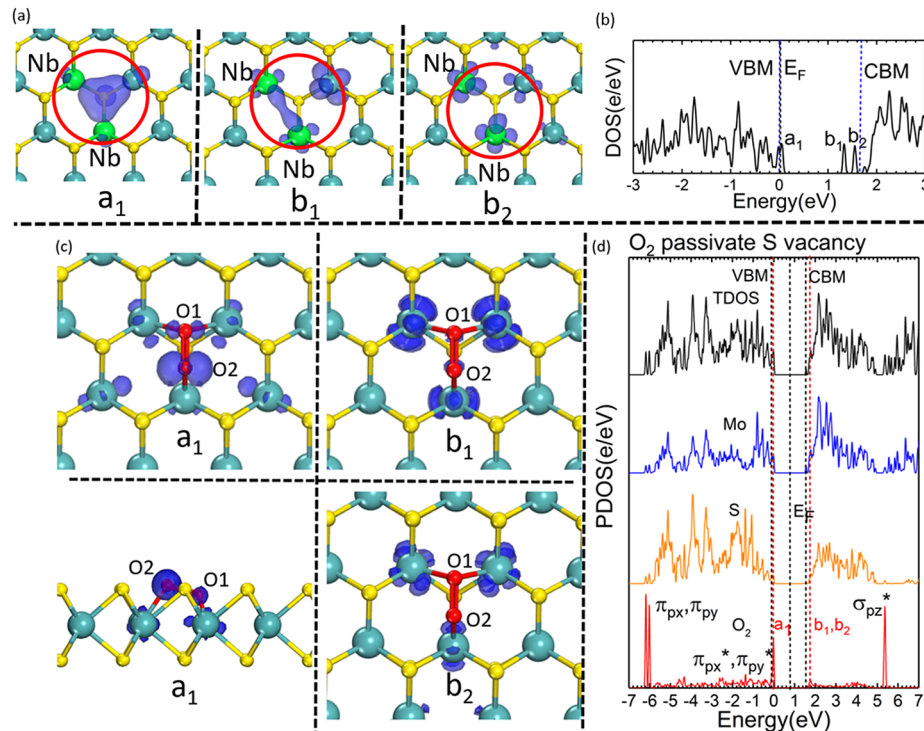 (a)
Nb
Nb
a1
Nb
Nb
b1
Nb
Nb
b2
(b)
DOS(e/eV)
VBM
EF
CBM
a1
b1
b2
-3 -2 -1 0 1 2 3
Energy(eV)
(c)
O1
O2
a1
O1
O2
b1
O2
O1
a1
O1
O2
b2
(d)
O2 passivate S vacancy
PDOS(e/eV)
VBM
CBM
TDOS
Mo
S
EF
πpx,πpy
O2
a1
b1,b2
σpz*
πpx*,πpy*
-7 -6 -5 -4 -3 -2 -1 0 1 2 3 4 5 6 7
Energy(eV)